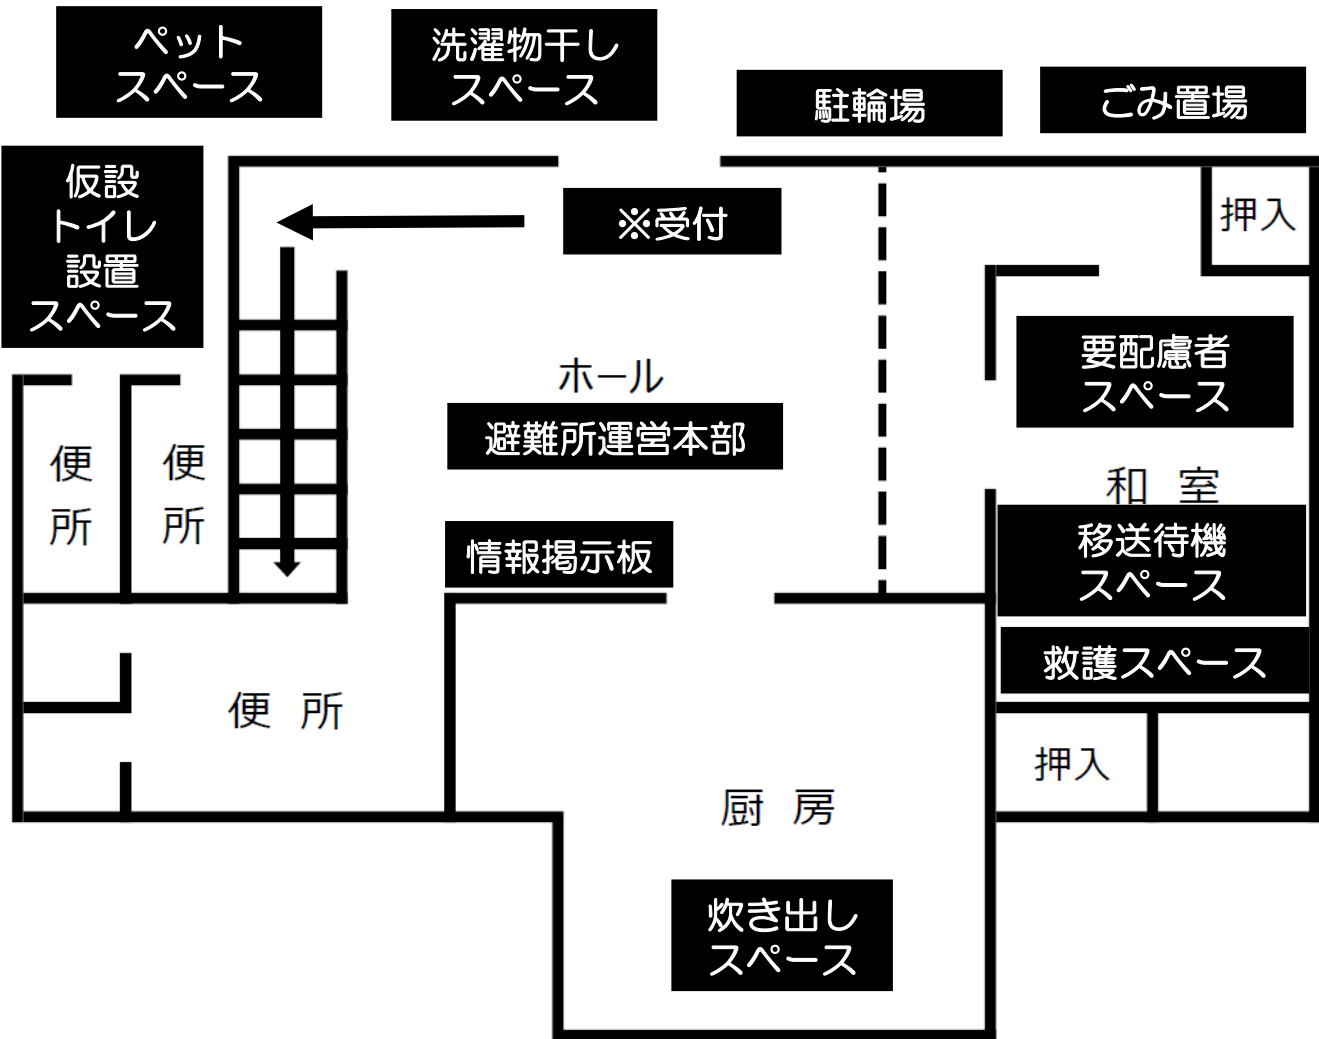 ペット
スペース
洗濯物干し
スペース
駐輪場
ごみ置場
仮設
トイレ
設置
スペース
※受付
押入
要配慮者
スペース
ホール
避難所運営本部
便所
便所
和室
情報掲示板
移送待機
スペース
救護スペース
便所
押入
厨房
炊き出し
スペース